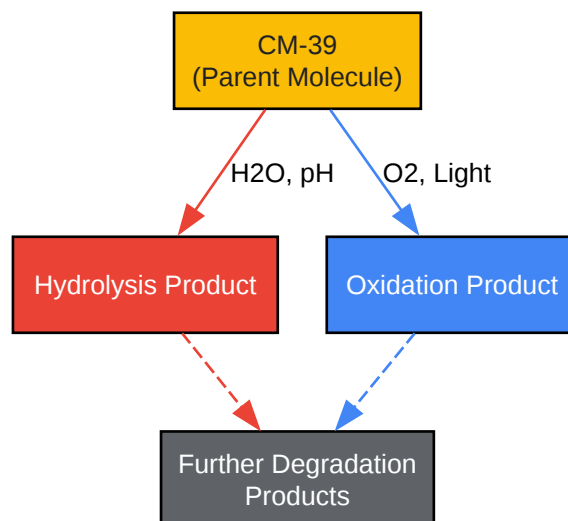 CM-39
(Parent Molecule)
H2O, pH
O2, Light
Hydrolysis Product
Oxidation Product
Further Degradation
Products